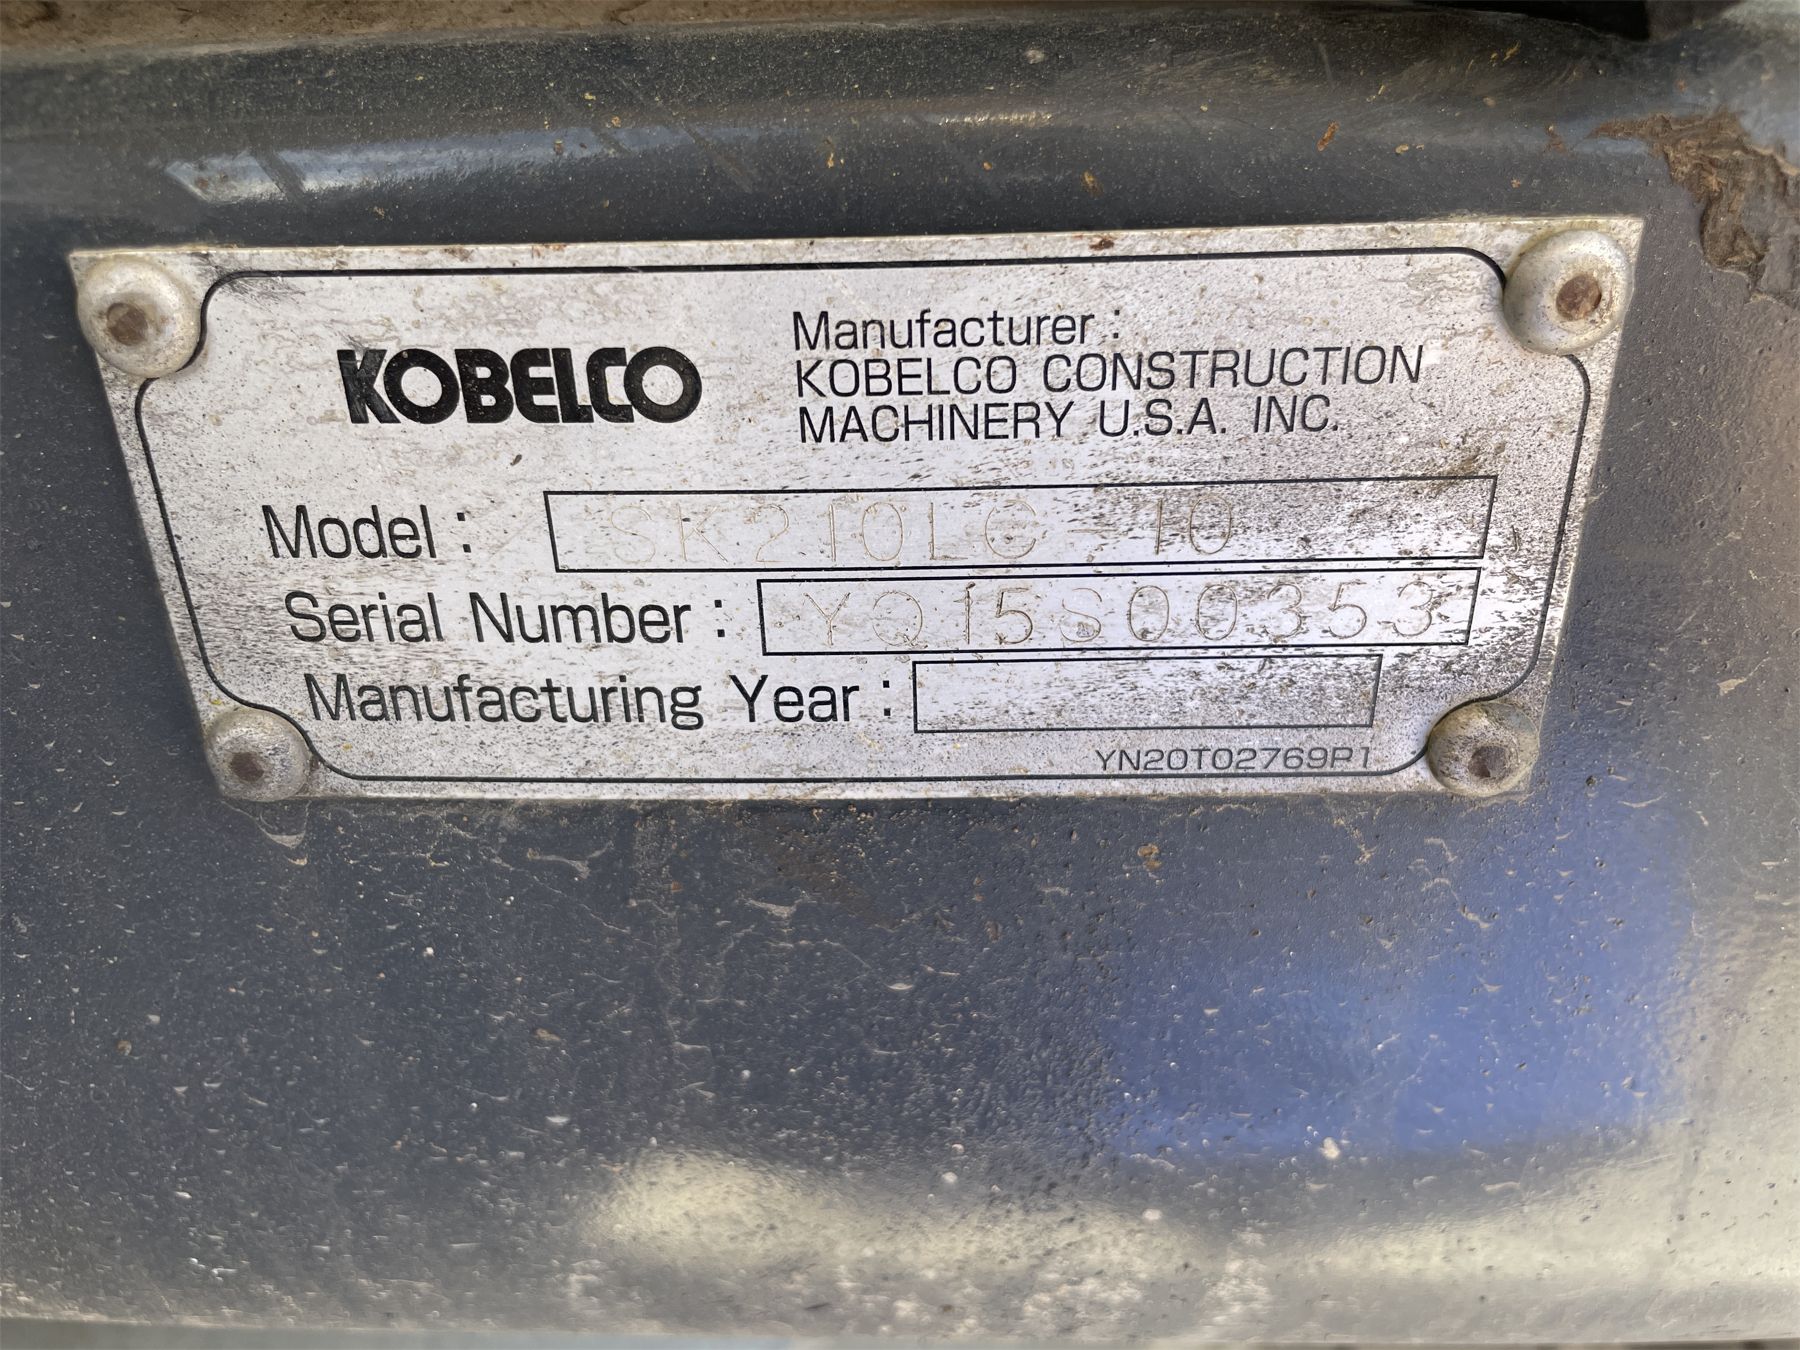 KOBELCO
Manufacturer :
KOBELCO CONSTRUCTION
MACHINERY U.S.A. INC.
Model : SK210LC-10
Serial Number : YQ15S00353
Manufacturing Year :
YN20T02769P1